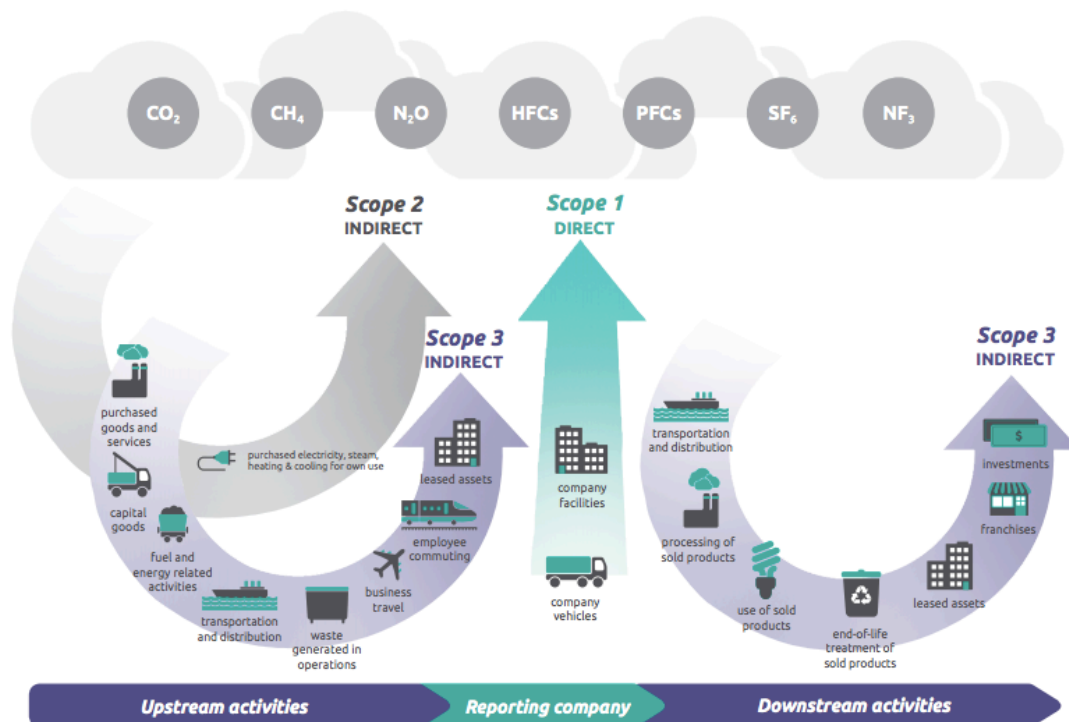 CO₂
CH₄
N₂O
HFCs
PFCs
SF₆
NF₃
Scope 2
INDIRECT
Scope 1
DIRECT
Scope 3
INDIRECT
Scope 3
INDIRECT
purchased
goods and
services
capital
goods
fuel and
energy related
activities
purchased electricity, steam,
heating & cooling for own use
transportation
and distribution
waste
generated in
operations
business
travel
employee
commuting
leased assets
company
facilities
company
vehicles
transportation
and distribution
processing of
sold products
use of sold
products
end-of-life
treatment of
sold products
leased assets
franchises
$
investments
Upstream activities
Reporting company
Downstream activities